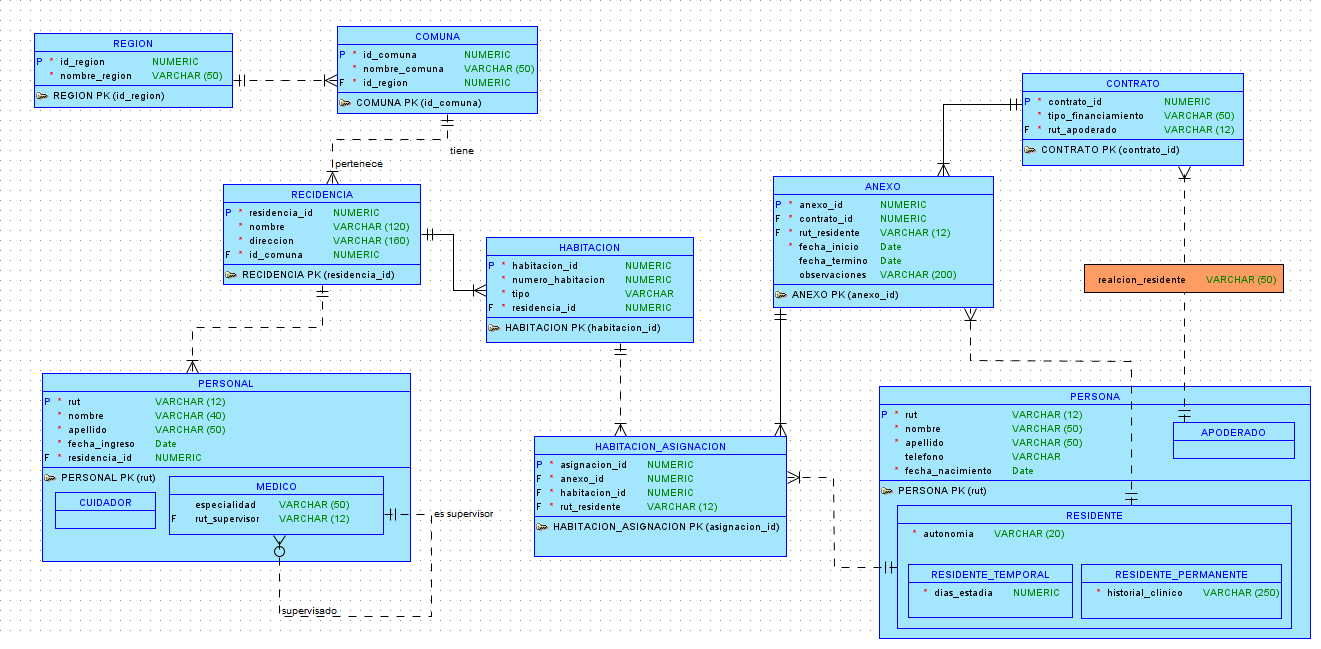 REGION
P * id_region NUMERIC
* nombre_region VARCHAR (50)
REGION PK (id_region)
COMUNA
P * id_comuna NUMERIC
* nombre_comuna VARCHAR (50)
F * id_region NUMERIC
COMUNA PK (id_comuna)
tiene
pertenece
CONTRATO
P * contrato_id NUMERIC
* tipo_financiamiento VARCHAR (50)
F * rut_apoderado VARCHAR (12)
CONTRATO PK (contrato_id)
RECIDENCIA
P * residencia_id NUMERIC
* nombre VARCHAR (120)
* direccion VARCHAR (160)
F * id_comuna NUMERIC
RECIDENCIA PK (residencia_id)
ANEXO
P * anexo_id NUMERIC
F * contrato_id NUMERIC
F * rut_residente VARCHAR (12)
* fecha_inicio Date
fecha_termino Date
observaciones VARCHAR (200)
ANEXO PK (anexo_id)
HABITACION
P * habitacion_id NUMERIC
* numero_habitacion NUMERIC
* tipo VARCHAR
F * residencia_id NUMERIC
HABITACION PK (habitacion_id)
realcion_residente VARCHAR (50)
PERSONAL
P * rut VARCHAR (12)
* nombre VARCHAR (40)
* apellido VARCHAR (50)
* fecha_ingreso Date
F * residencia_id NUMERIC
PERSONAL PK (rut)
CUIDADOR
MEDICO
especialidad VARCHAR (50)
F rut_supervisor VARCHAR (12)
es supervisor
supervisado
HABITACION_ASIGNACION
P * asignacion_id NUMERIC
F * anexo_id NUMERIC
F * habitacion_id NUMERIC
F * rut_residente VARCHAR (12)
HABITACION_ASIGNACION PK (asignacion_id)
PERSONA
P * rut VARCHAR (12)
* nombre VARCHAR (50)
* apellido VARCHAR (50)
telefono VARCHAR
* fecha_nacimiento Date
PERSONA PK (rut)
APODERADO
RESIDENTE
* autonomia VARCHAR (20)
RESIDENTE_TEMPORAL
* dias_estadia NUMERIC
RESIDENTE_PERMANENTE
* historial_clinico VARCHAR (250)